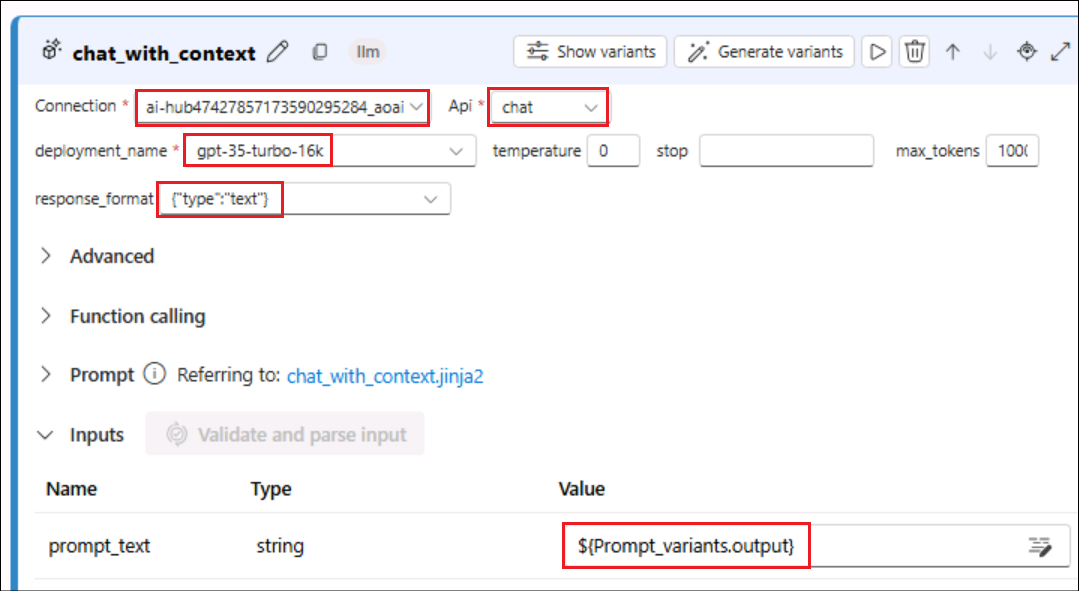 chat_with_context llm Show variants Generate variants
Connection * ai-hub47427857173590295284_aoai Api * chat
deployment_name * gpt-35-turbo-16k temperature 0 stop max_tokens 100
response_format {"type":"text"}
Advanced
Function calling
Prompt Referring to: chat_with_context.jinja2
Inputs Validate and parse input
Name Type Value
prompt_text string ${Prompt_variants.output}